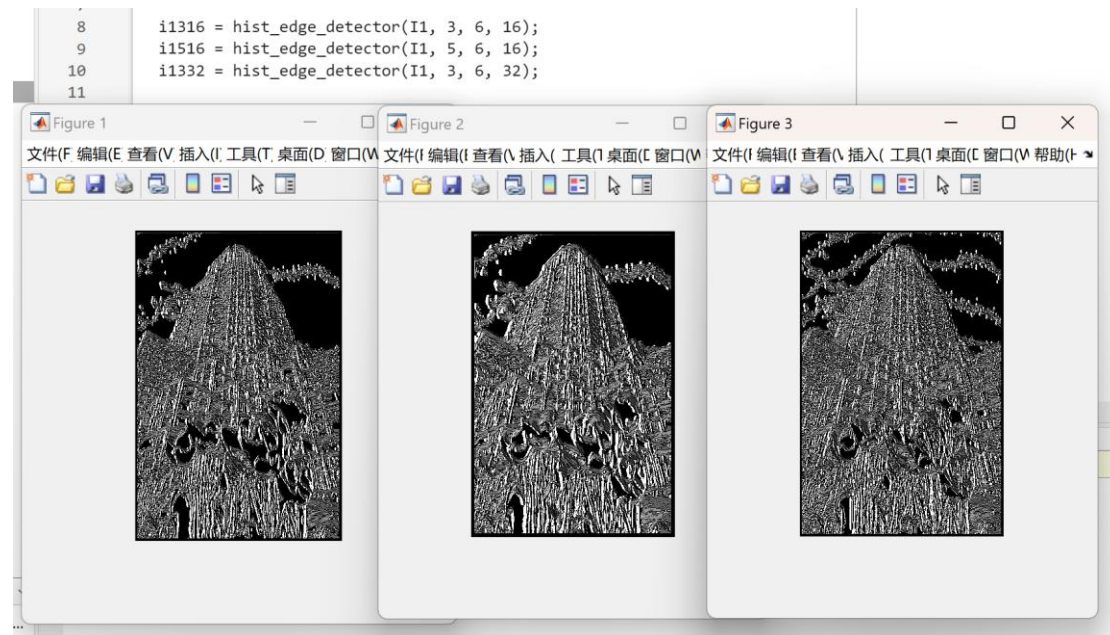 8 i1316 = hist_edge_detector(I1, 3, 6, 16);
9 i1516 = hist_edge_detector(I1, 5, 6, 16);
10 i1332 = hist_edge_detector(I1, 3, 6, 32);
11
Figure 1
文件(F 编辑(E 查看(V 插入(I 工具(T 桌面(D 窗口(W
Figure 2
文件(F 编辑(E 查看(\ 插入( 工具(T 桌面(D 窗口(W
Figure 3
文件(F 编辑(E 查看(\ 插入( 工具(T 桌面(D 窗口(W 帮助(H
...